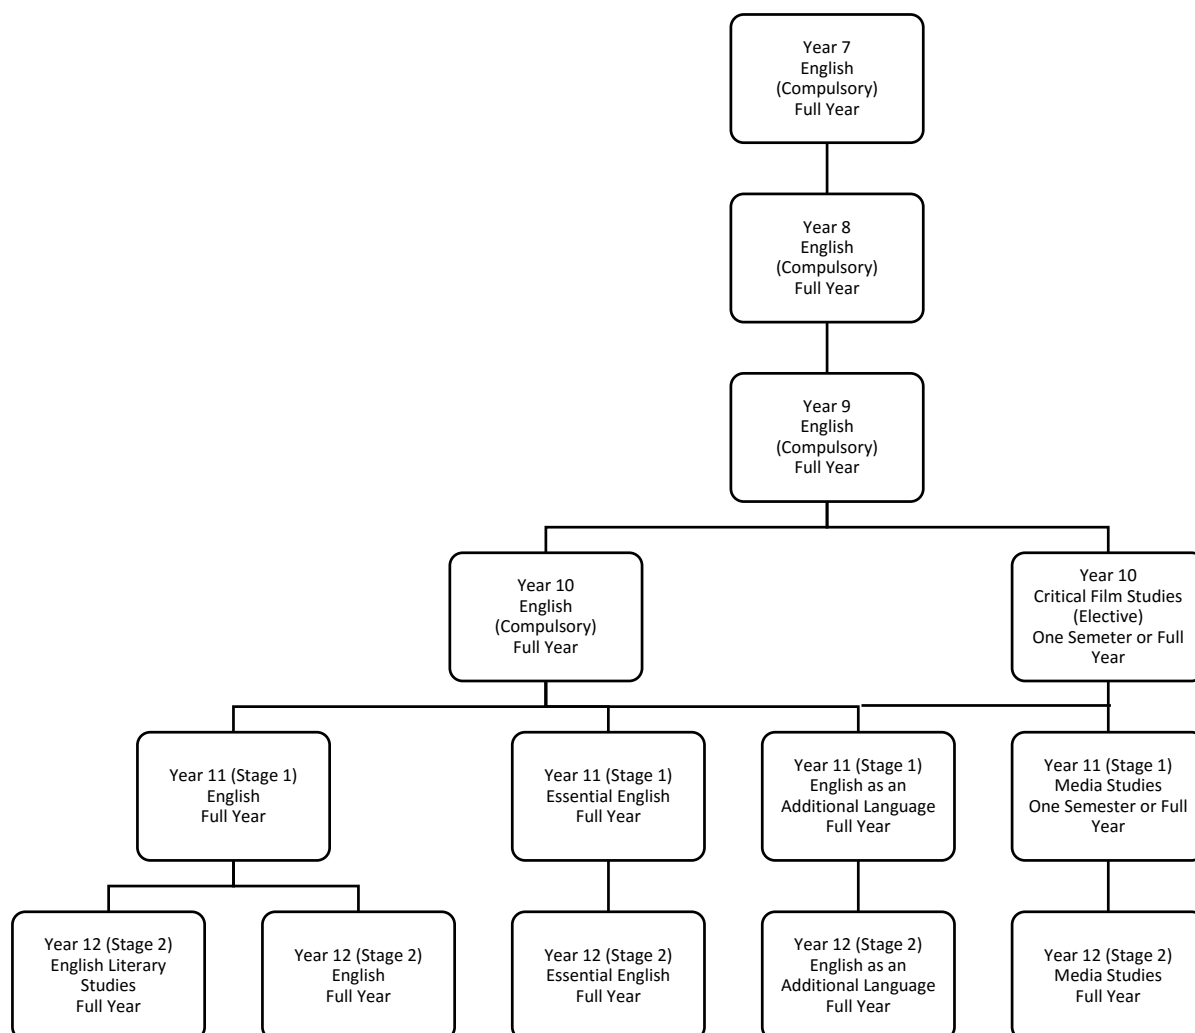 Year 7
English
(Compulsory)
Full Year
Year 8
English
(Compulsory)
Full Year
Year 9
English
(Compulsory)
Full Year
Year 10
English
(Compulsory)
Full Year
Year 10
Critical Film Studies
(Elective)
One Semeter or Full
Year
Year 11 (Stage 1)
English
Full Year
Year 11 (Stage 1)
Essential English
Full Year
Year 11 (Stage 1)
English as an
Additional Language
Full Year
Year 11 (Stage 1)
Media Studies
One Semester or Full
Year
Year 12 (Stage 2)
English Literary
Studies
Full Year
Year 12 (Stage 2)
English
Full Year
Year 12 (Stage 2)
Essential English
Full Year
Year 12 (Stage 2)
English as an
Additional Language
Full Year
Year 12 (Stage 2)
Media Studies
Full Year